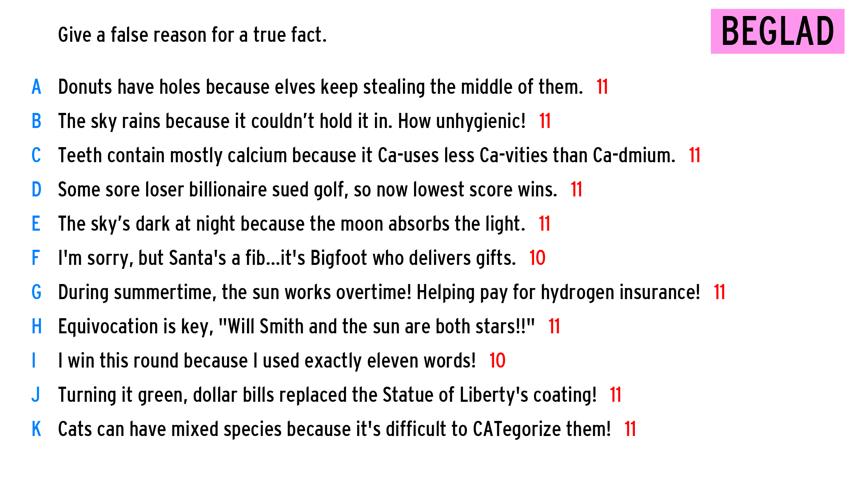 Give a false reason for a true fact.
BEGLAD
A Donuts have holes because elves keep stealing the middle of them. 11
B The sky rains because it couldn't hold it in. How unhygienic! 11
C Teeth contain mostly calcium because it Ca-uses less Ca-vities than Ca-dmium. 11
D Some sore loser billionaire sued golf, so now lowest score wins. 11
E The sky's dark at night because the moon absorbs the light. 11
F I'm sorry, but Santa's a fib...it's Bigfoot who delivers gifts. 10
G During summertime, the sun works overtime! Helping pay for hydrogen insurance! 11
H Equivocation is key, "Will Smith and the sun are both stars!!" 11
I I win this round because I used exactly eleven words! 10
J Turning it green, dollar bills replaced the Statue of Liberty's coating! 11
K Cats can have mixed species because it's difficult to CATegorize them! 11